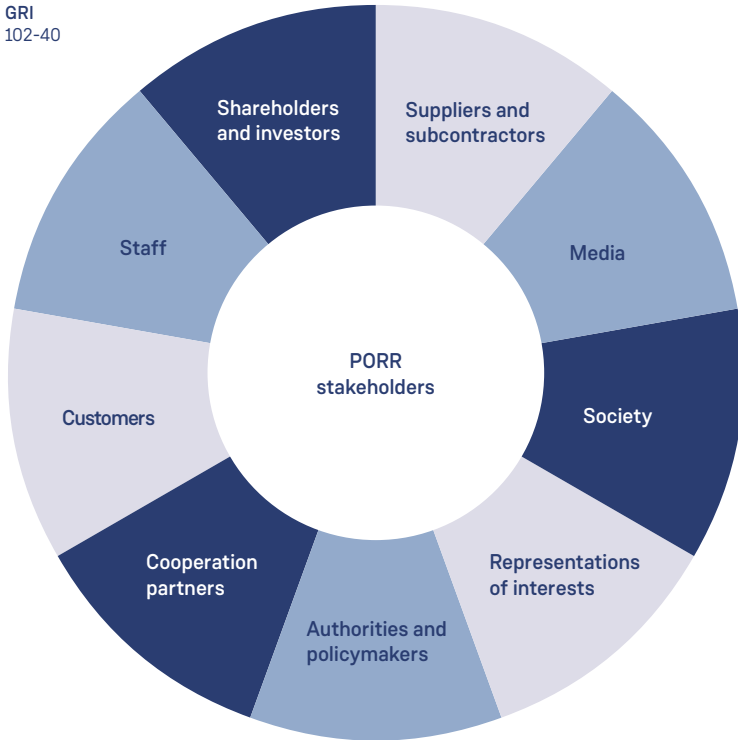 GRI
102-40
Shareholders
and investors
Suppliers and
subcontractors
Staff
Media
PORR
stakeholders
Customers
Society
Cooperation
partners
Representations
of interests
Authorities and
policymakers